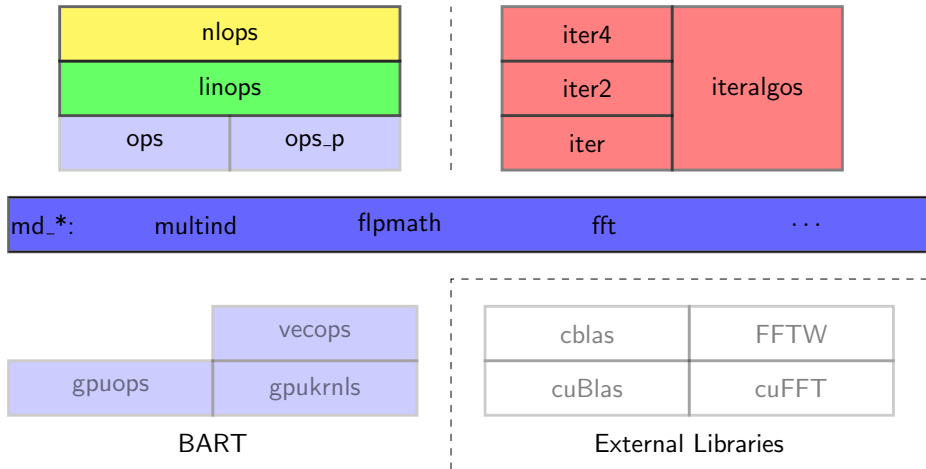 nlops
linops
ops ops_p
iter4
iter2
iter
iteralgos
md_*: multind flpmath fft ...
vecops
gpuops gpukrnls
cblas FFTW
cuBlas cuFFT
BART External Libraries